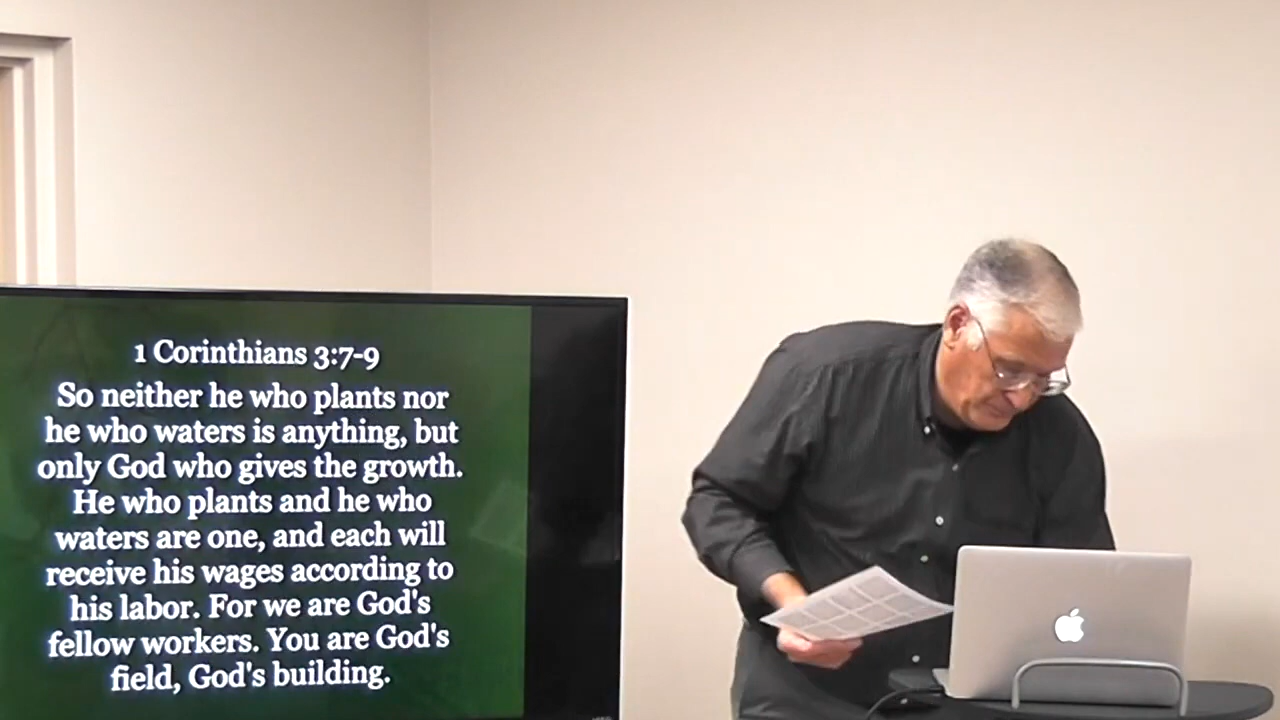 1 Corinthians 3:7-9
So neither he who plants nor
he who waters is anything, but
only God who gives the growth.
He who plants and he who
waters are one, and each will
receive his wages according to
his labor. For we are God's
fellow workers. You are God's
field, God's building.